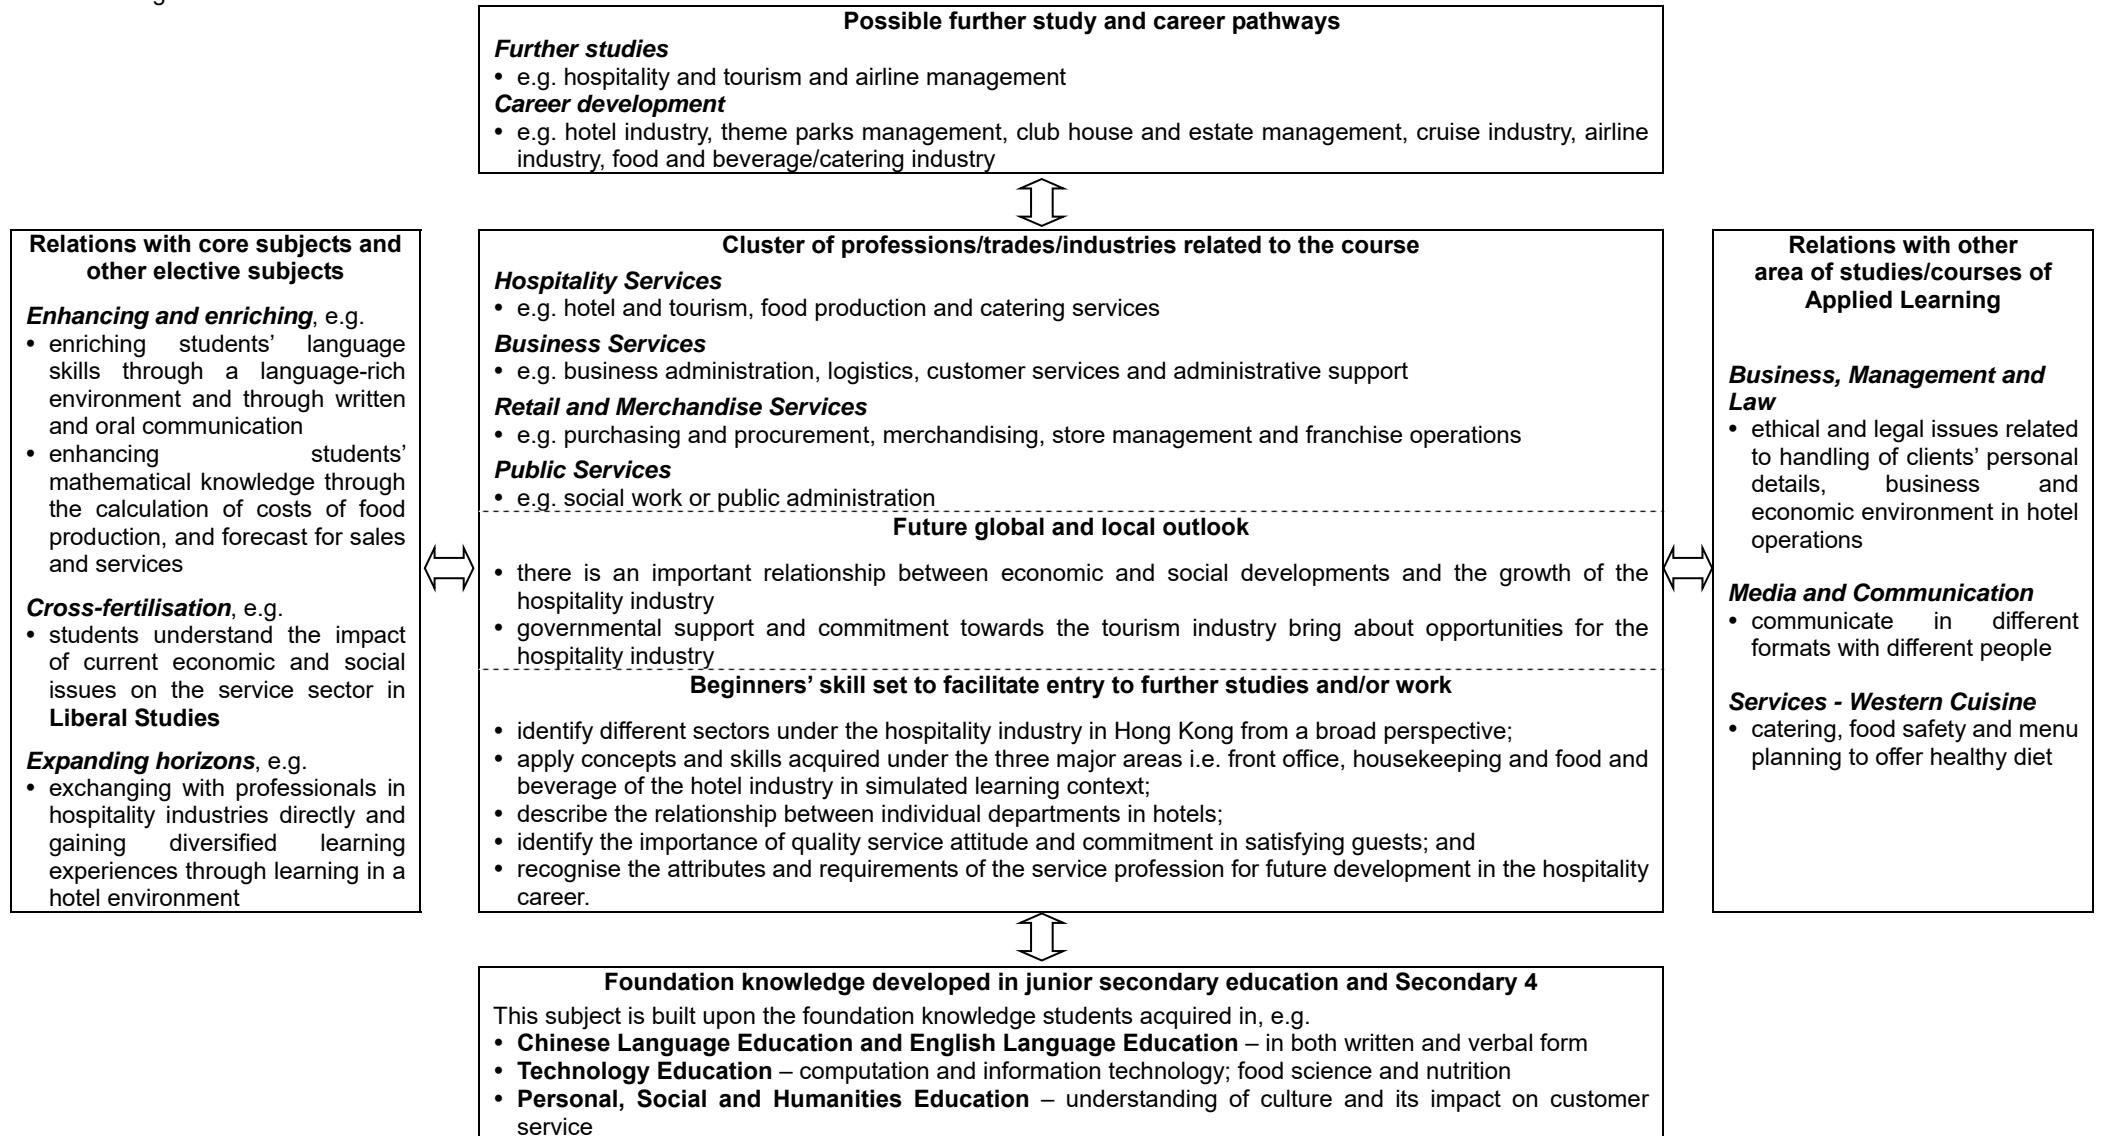 Possible further study and career pathways
Further studies
• e.g. hospitality and tourism and airline management
Career development
• e.g. hotel industry, theme parks management, club house and estate management, cruise industry, airline
industry, food and beverage/catering industry
Relations with core subjects and
other elective subjects
Enhancing and enriching, e.g.
• enriching students’ language
skills through a language-rich
environment and through written
and oral communication
• enhancing students’
mathematical knowledge through
the calculation of costs of food
production, and forecast for sales
and services
Cross-fertilisation, e.g.
• students understand the impact
of current economic and social
issues on the service sector in
Liberal Studies
Expanding horizons, e.g.
• exchanging with professionals in
hospitality industries directly and
gaining diversified learning
experiences through learning in a
hotel environment
Cluster of professions/trades/industries related to the course
Hospitality Services
• e.g. hotel and tourism, food production and catering services
Business Services
• e.g. business administration, logistics, customer services and administrative support
Retail and Merchandise Services
• e.g. purchasing and procurement, merchandising, store management and franchise operations
Public Services
• e.g. social work or public administration
Future global and local outlook
• there is an important relationship between economic and social developments and the growth of the
hospitality industry
• governmental support and commitment towards the tourism industry bring about opportunities for the
hospitality industry
Beginners’ skill set to facilitate entry to further studies and/or work
• identify different sectors under the hospitality industry in Hong Kong from a broad perspective;
• apply concepts and skills acquired under the three major areas i.e. front office, housekeeping and food and
beverage of the hotel industry in simulated learning context;
• describe the relationship between individual departments in hotels;
• identify the importance of quality service attitude and commitment in satisfying guests; and
• recognise the attributes and requirements of the service profession for future development in the hospitality
career.
Relations with other
area of studies/courses of
Applied Learning
Business, Management and
Law
• ethical and legal issues related
to handling of clients’ personal
details, business and
economic environment in hotel
operations
Media and Communication
• communicate in different
formats with different people
Services - Western Cuisine
• catering, food safety and menu
planning to offer healthy diet
Foundation knowledge developed in junior secondary education and Secondary 4
This subject is built upon the foundation knowledge students acquired in, e.g.
• Chinese Language Education and English Language Education – in both written and verbal form
• Technology Education – computation and information technology; food science and nutrition
• Personal, Social and Humanities Education – understanding of culture and its impact on customer
service